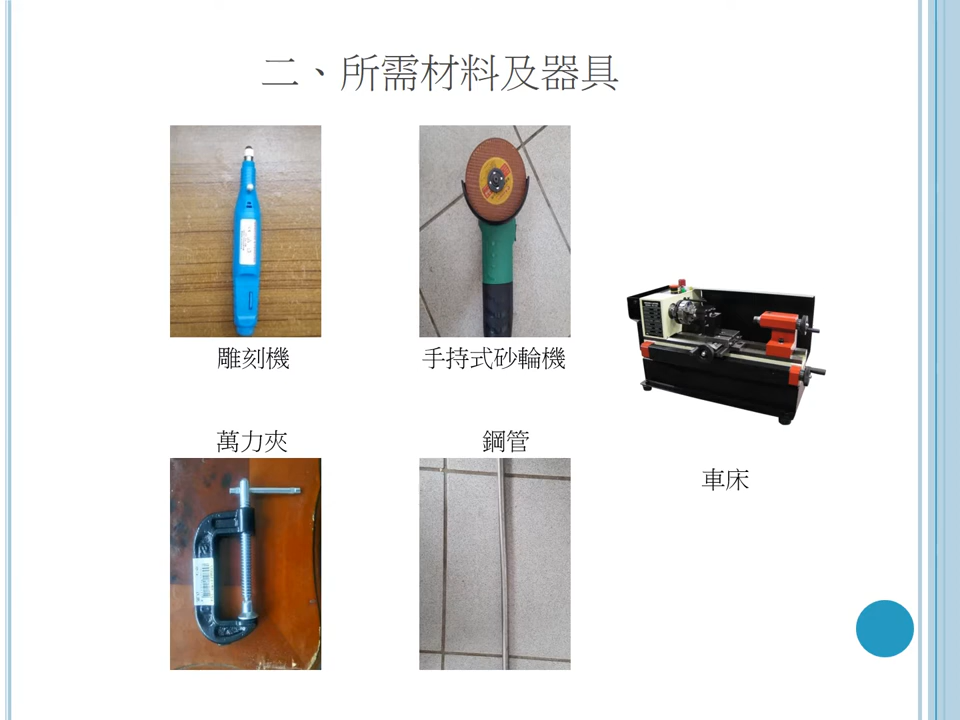 二、所需材料及器具
雕刻機
手持式砂輪機
萬力夾
鋼管
車床